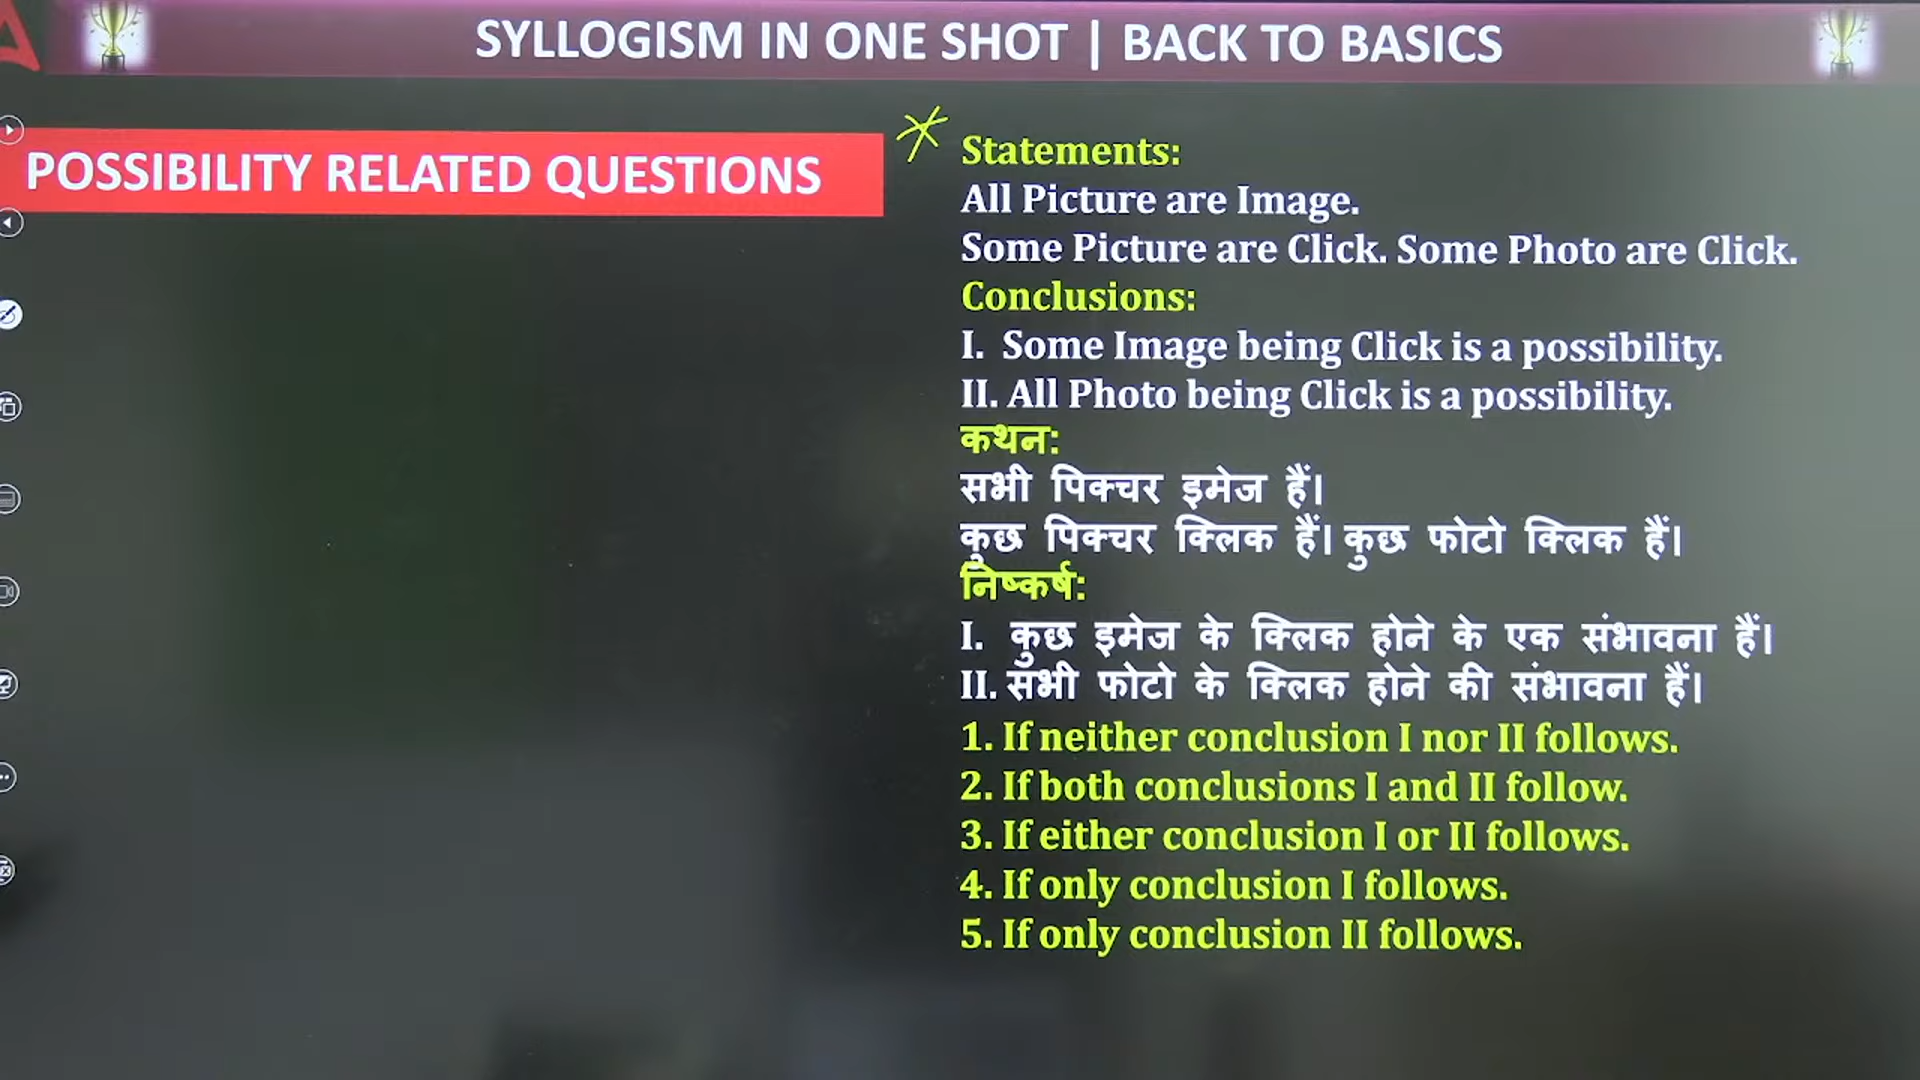 SYLLOGISM IN ONE SHOT | BACK TO BASICS
POSSIBILITY RELATED QUESTIONS
Statements:
All Picture are Image.
Some Picture are Click. Some Photo are Click.
Conclusions:
I. Some Image being Click is a possibility.
II. All Photo being Click is a possibility.
कथन:
सभी पिक्चर इमेज हैं।
कुछ पिक्चर क्लिक हैं। कुछ फोटो क्लिक हैं।
निष्कर्ष:
I. कुछ इमेज के क्लिक होने के एक संभावना हैं।
II. सभी फोटो के क्लिक होने की संभावना हैं।
1. If neither conclusion I nor II follows.
2. If both conclusions I and II follow.
3. If either conclusion I or II follows.
4. If only conclusion I follows.
5. If only conclusion II follows.